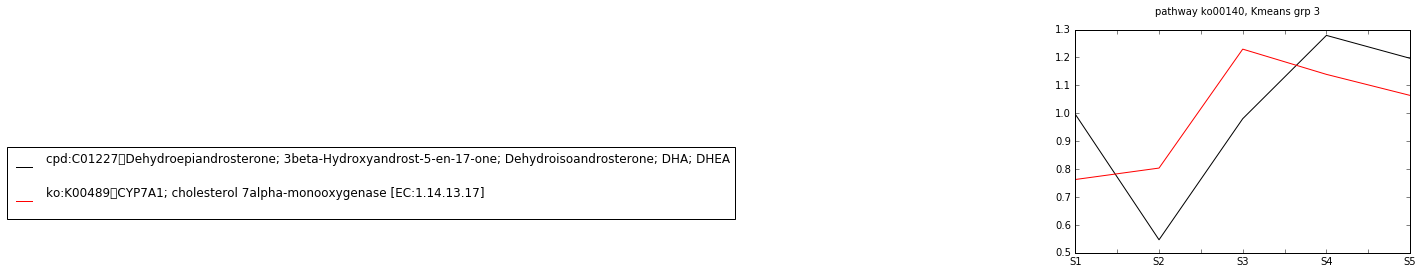 pathway ko00140, Kmeans grp 3
1.3
1.2
1.1
1.0
0.9
0.8
0.7
0.6
0.5
S1 S2 S3 S4 S5
cpd:C01227▯Dehydroepiandrosterone; 3beta-Hydroxyandrost-5-en-17-one; Dehydroisoandrosterone; DHA; DHEA
ko:K00489▯CYP7A1; cholesterol 7alpha-monooxygenase [EC:1.14.13.17]